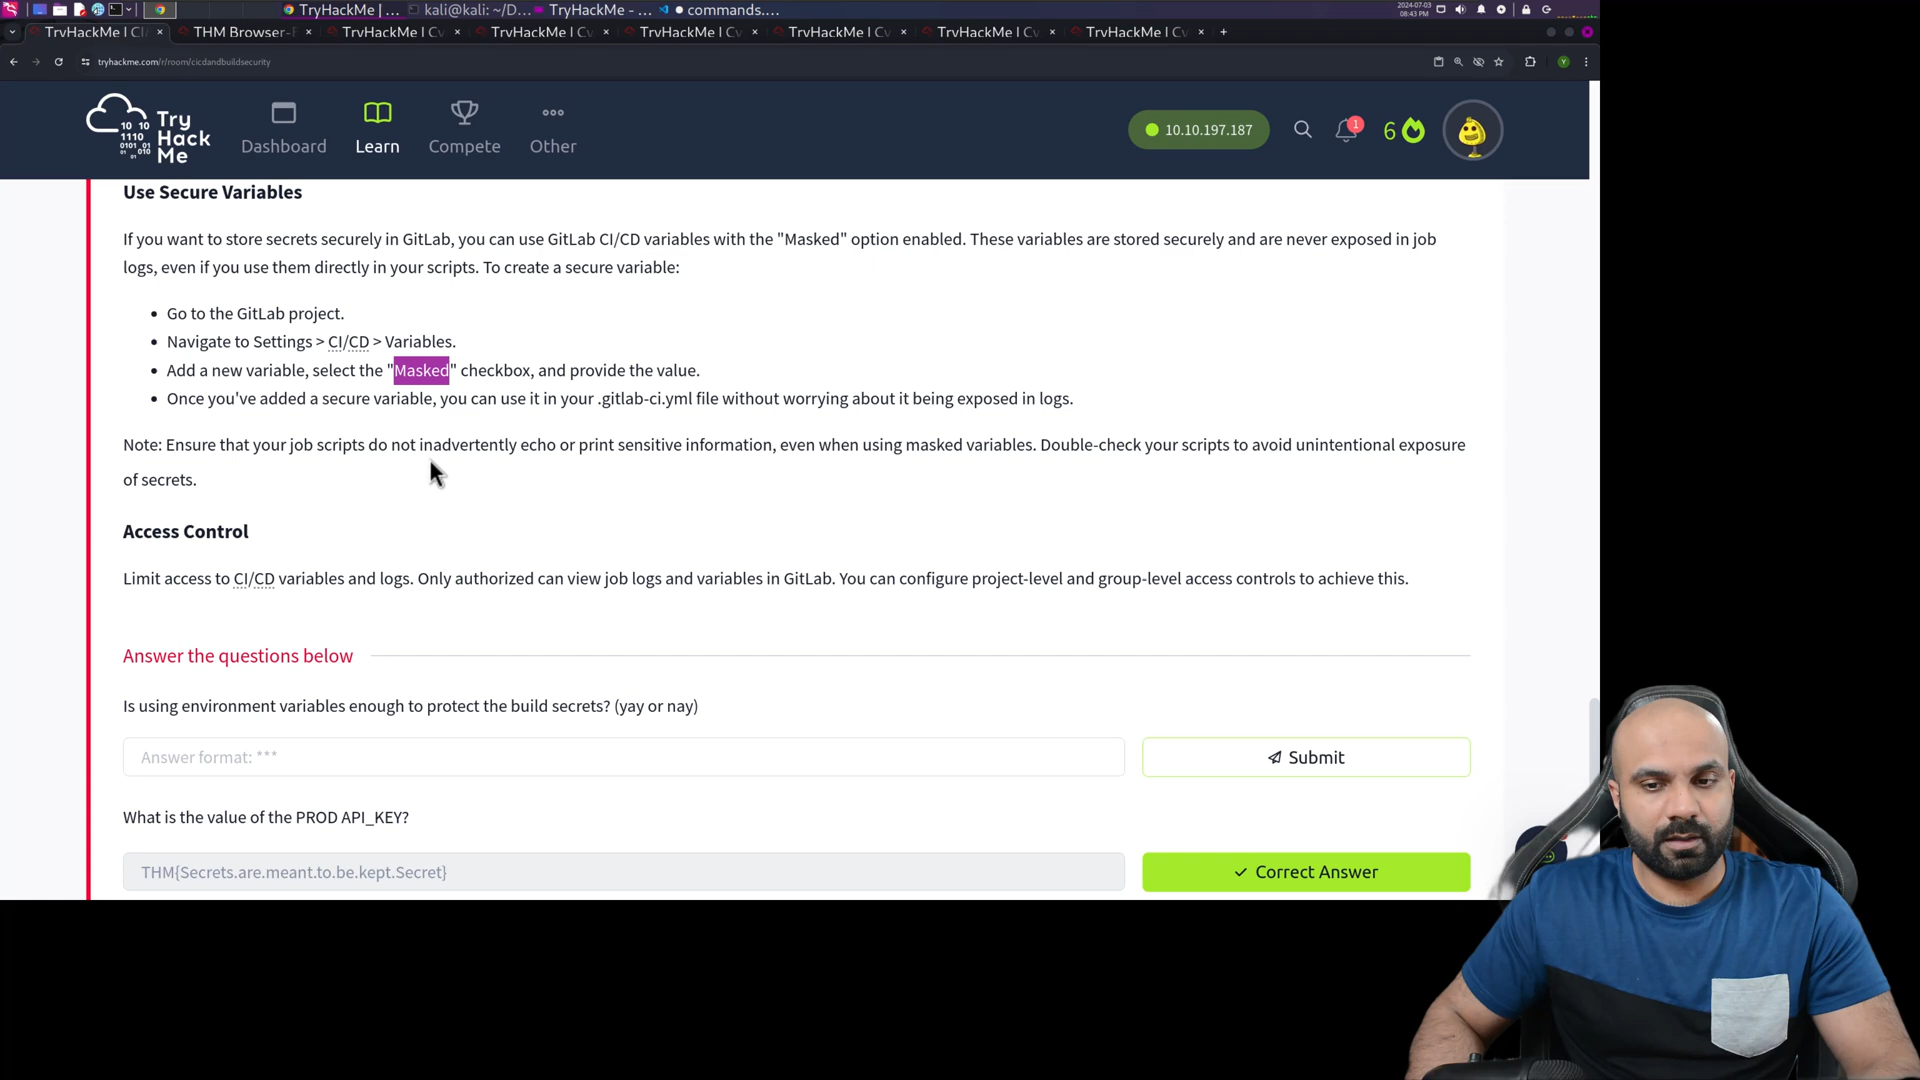 TryHackMe | ...
kali@kali: ~/D...
TryHackMe - ...
commands....
2024-07-03
08:43 PM
TryHackMe | CI/
THM Browser-
TryHackMe | Cy
TryHackMe | Cy
TryHackMe | Cy
TryHackMe | Cy
TryHackMe | Cy
TryHackMe | Cy
tryhackme.com/r/room/cicdandbuildsecurity
Y
Try
Hack
Me
Dashboard
Learn
Compete
Other
10.10.197.187
1
6
Use Secure Variables
If you want to store secrets securely in GitLab, you can use GitLab CI/CD variables with the "Masked" option enabled. These variables are stored securely and are never exposed in job
logs, even if you use them directly in your scripts. To create a secure variable:
• Go to the GitLab project.
• Navigate to Settings > CI/CD > Variables.
• Add a new variable, select the "Masked" checkbox, and provide the value.
• Once you've added a secure variable, you can use it in your .gitlab-ci.yml file without worrying about it being exposed in logs.
Note: Ensure that your job scripts do not inadvertently echo or print sensitive information, even when using masked variables. Double-check your scripts to avoid unintentional exposure
of secrets.
Access Control
Limit access to CI/CD variables and logs. Only authorized can view job logs and variables in GitLab. You can configure project-level and group-level access controls to achieve this.
Answer the questions below
Is using environment variables enough to protect the build secrets? (yay or nay)
Answer format: ***
Submit
What is the value of the PROD API_KEY?
THM{Secrets.are.meant.to.be.kept.Secret}
Correct Answer